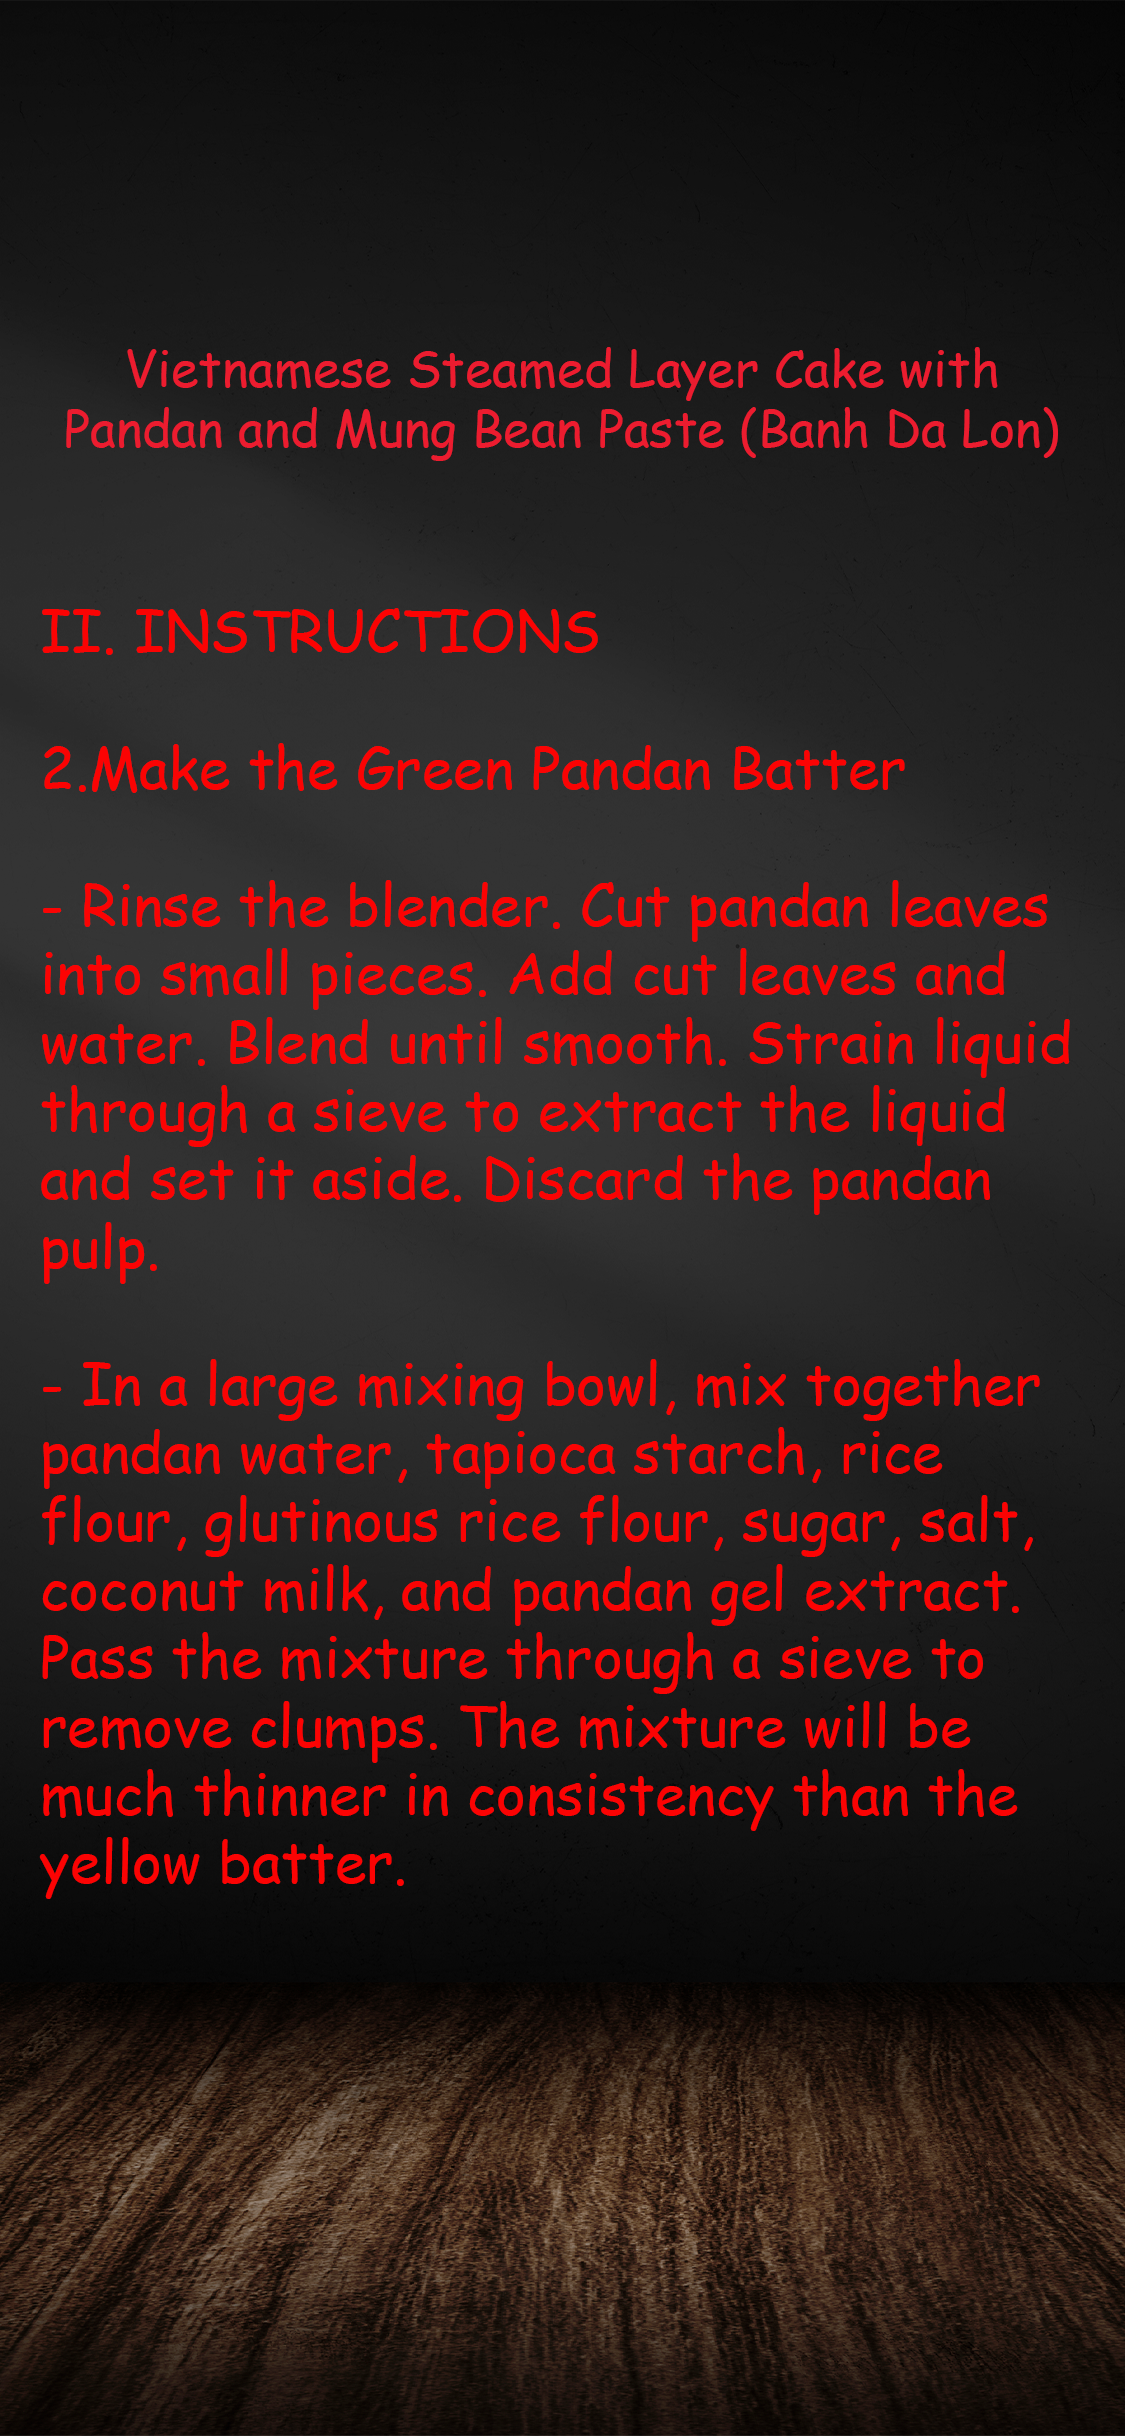 Vietnamese Steamed Layer Cake with
Pandan and Mung Bean Paste (Banh Da Lon)
II. INSTRUCTIONS
2.Make the Green Pandan Batter
- Rinse the blender. Cut pandan leaves
into small pieces. Add cut leaves and
water. Blend until smooth. Strain liquid
through a sieve to extract the liquid
and set it aside. Discard the pandan
pulp.
- In a large mixing bowl, mix together
pandan water, tapioca starch, rice
flour, glutinous rice flour, sugar, salt,
coconut milk, and pandan gel extract.
Pass the mixture through a sieve to
remove clumps. The mixture will be
much thinner in consistency than the
yellow batter.